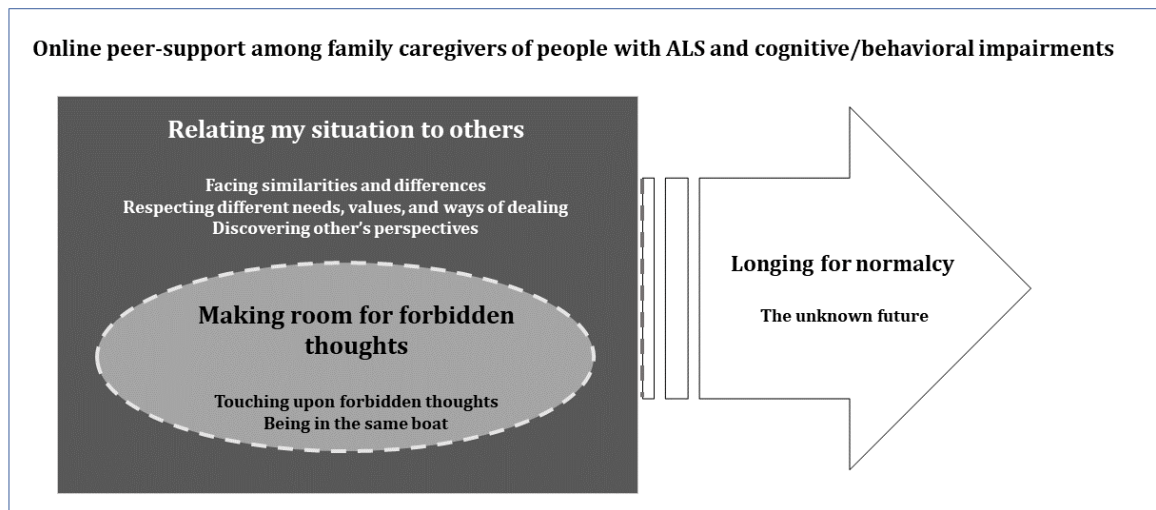 Online peer-support among family caregivers of people with ALS and cognitive/behavioral impairments
Relating my situation to others
Facing similarities and differences
Respecting different needs, values, and ways of dealing
Discovering other's perspectives
Making room for forbidden
thoughts
Touching upon forbidden thoughts
Being in the same boat
Longing for normalcy
The unknown future